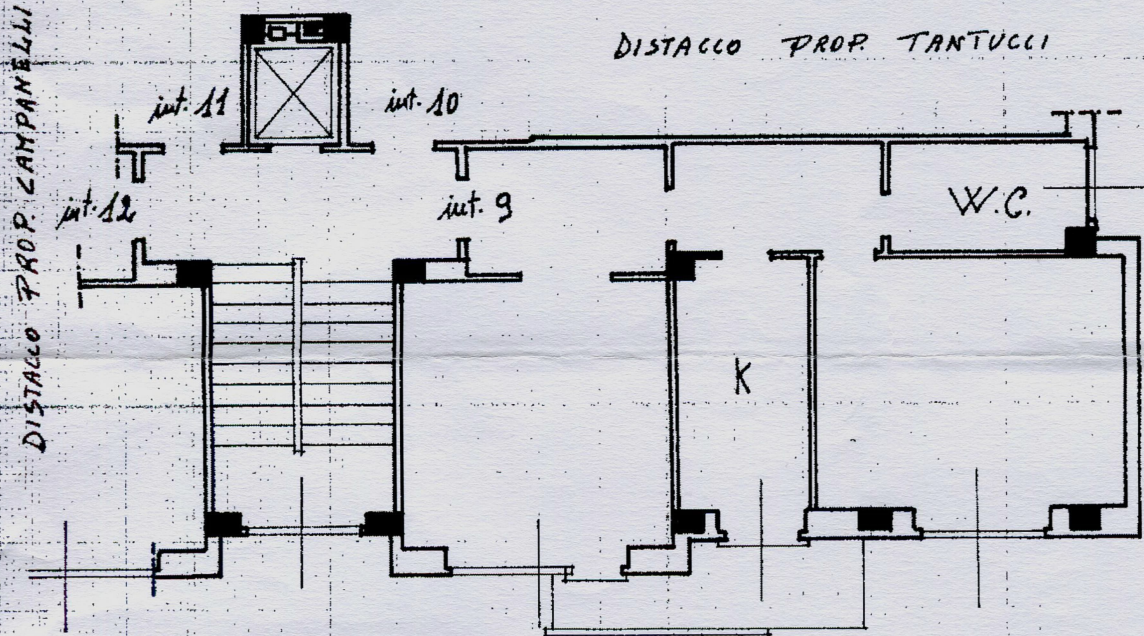 DISTACCO PROP. CAMPANELLI
DISTACCO PROP. TANTUCCI
int. 11
int. 10
int. 12
int. 9
W.C.
K